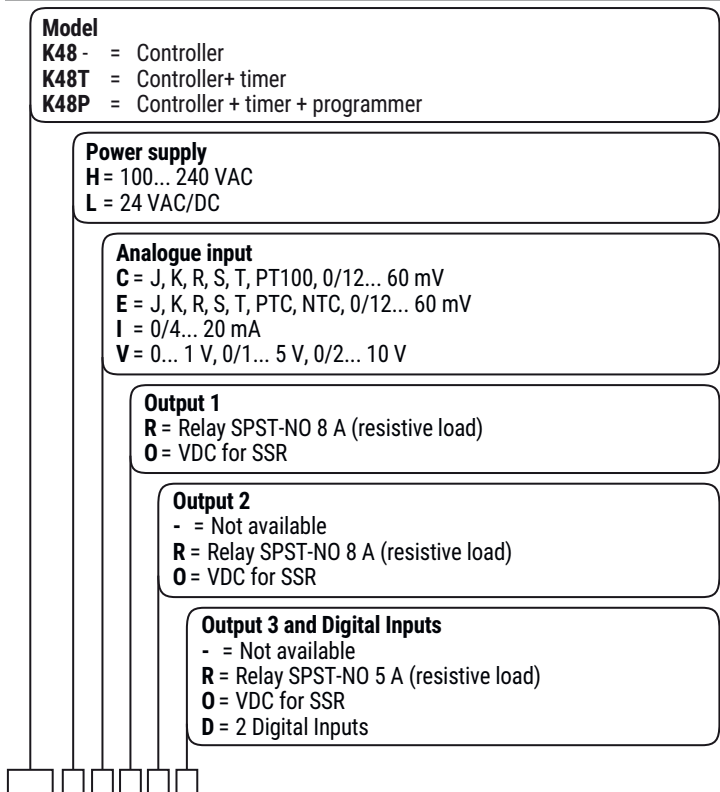 Model
K48 - = Controller
K48T = Controller+ timer
K48P = Controller + timer + programmer
Power supply
H = 100... 240 VAC
L = 24 VAC/DC
Analogue input
C = J, K, R, S, T, PT100, 0/12... 60 mV
E = J, K, R, S, T, PTC, NTC, 0/12... 60 mV
I = 0/4... 20 mA
V = 0... 1 V, 0/1... 5 V, 0/2... 10 V
Output 1
R = Relay SPST-NO 8 A (resistive load)
O = VDC for SSR
Output 2
- = Not available
R = Relay SPST-NO 8 A (resistive load)
O = VDC for SSR
Output 3 and Digital Inputs
- = Not available
R = Relay SPST-NO 5 A (resistive load)
O = VDC for SSR
D = 2 Digital Inputs